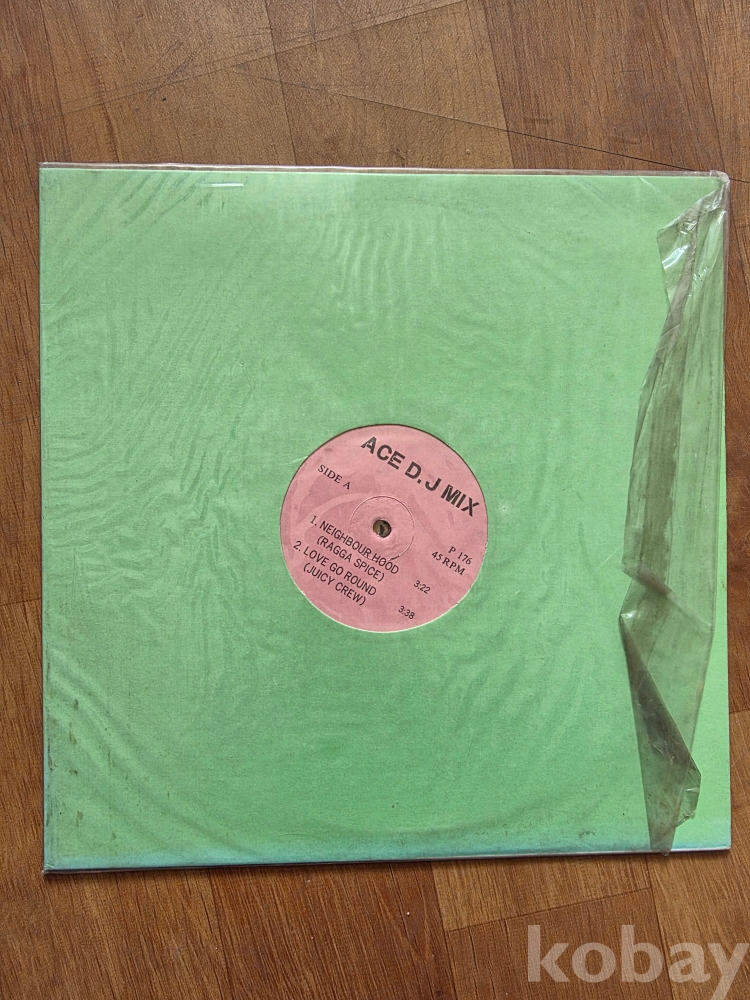 ACE D.J MIX
SIDE A
P 176
45 RPM
1. NEIGHBOUR.HOOD
(RAGGA SPICE) 3:22
2. LOVE GO ROUND
(JUICY CREW) 3:38
kobay